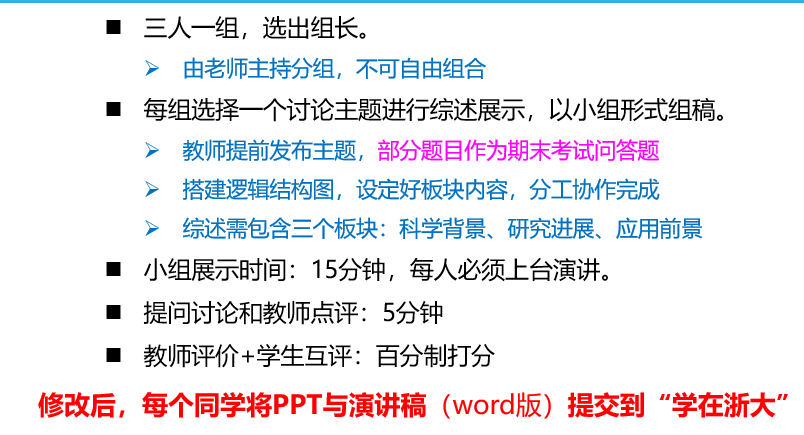 ■ 三人一组，选出组长。
➢ 由老师主持分组，不可自由组合
■ 每组选择一个讨论主题进行综述展示，以小组形式组稿。
➢ 教师提前发布主题，部分题目作为期末考试问答题
➢ 搭建逻辑结构图，设定好板块内容，分工协作完成
➢ 综述需包含三个板块：科学背景、研究进展、应用前景
■ 小组展示时间：15分钟，每人必须上台演讲。
■ 提问讨论和教师点评：5分钟
■ 教师评价+学生互评：百分制打分
修改后，每个同学将PPT与演讲稿（word版）提交到“学在浙大”